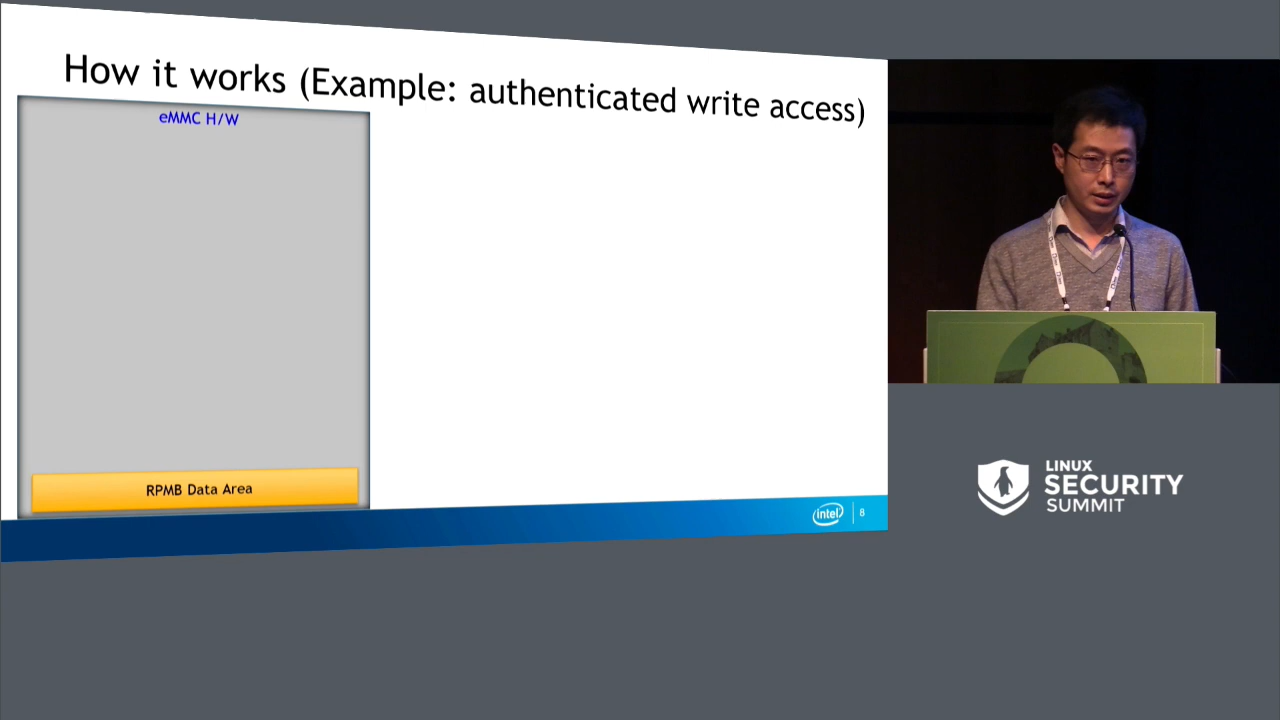 How it works (Example: authenticated write access)
eMMC H/W
RPMB Data Area
intel
8
LINUX
SECURITY
SUMMIT